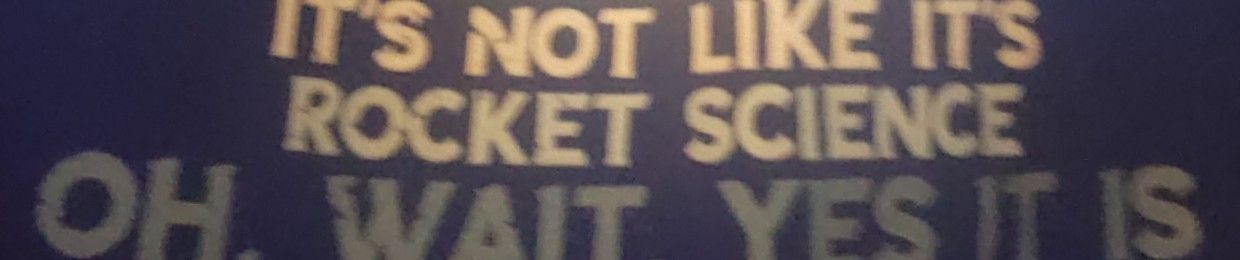 IT'S NOT LIKE IT'S
ROCKET SCIENCE
OH, WAIT YES IT IS